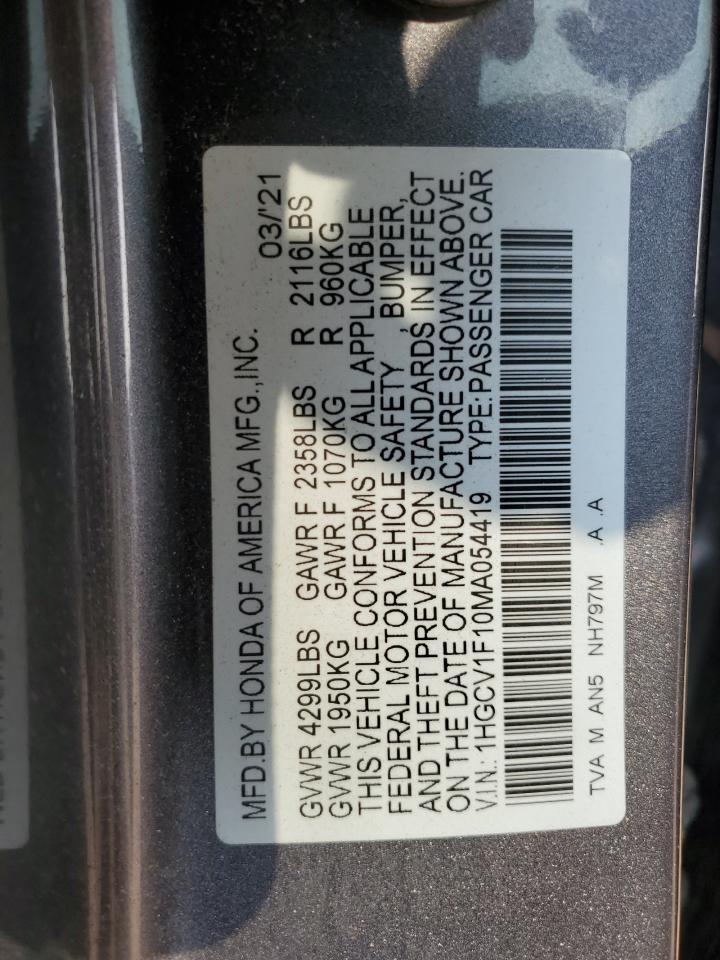 MFD.BY HONDA OF AMERICA MFG.,INC. 03/'21
GVWR 4299LBS GAWR F 2358LBS R 2116LBS
GVWR 1950KG GAWR F 1070KG R 960KG
THIS VEHICLE CONFORMS TO ALL APPLICABLE
FEDERAL MOTOR VEHICLE SAFETY , BUMPER,
AND THEFT PREVENTION STANDARDS IN EFFECT
ON THE DATE OF MANUFACTURE SHOWN ABOVE.
V.I.N.: 1HGCV1F10MA054419 TYPE:PASSENGER CAR
TVA M AN5 NH797M .A .A